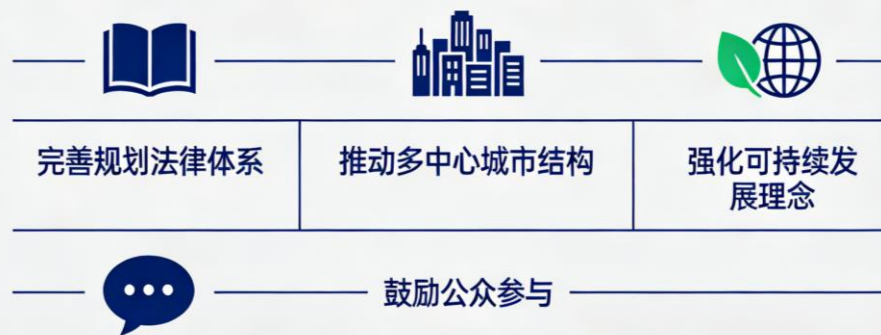 完善规划法律体系
推动多中心城市结构
强化可持续发
展理念
鼓励公众参与